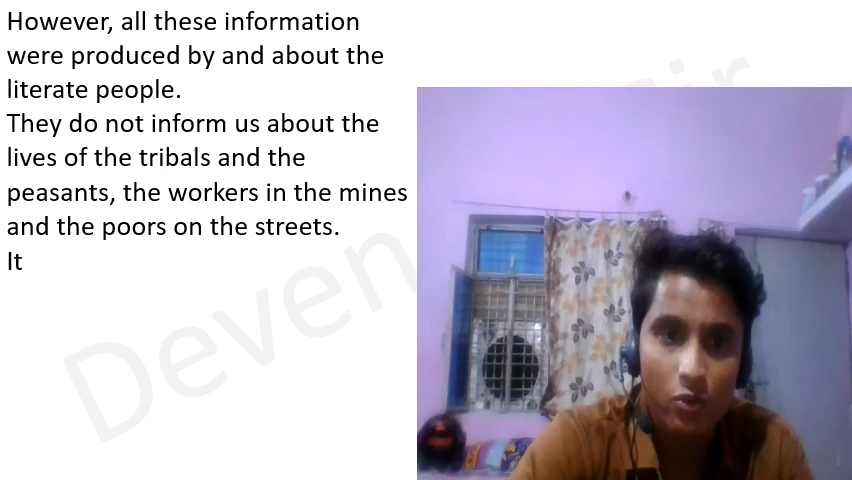 However, all these information
were produced by and about the
literate people.
They do not inform us about the
lives of the tribals and the
peasants, the workers in the mines
and the poors on the streets.
It